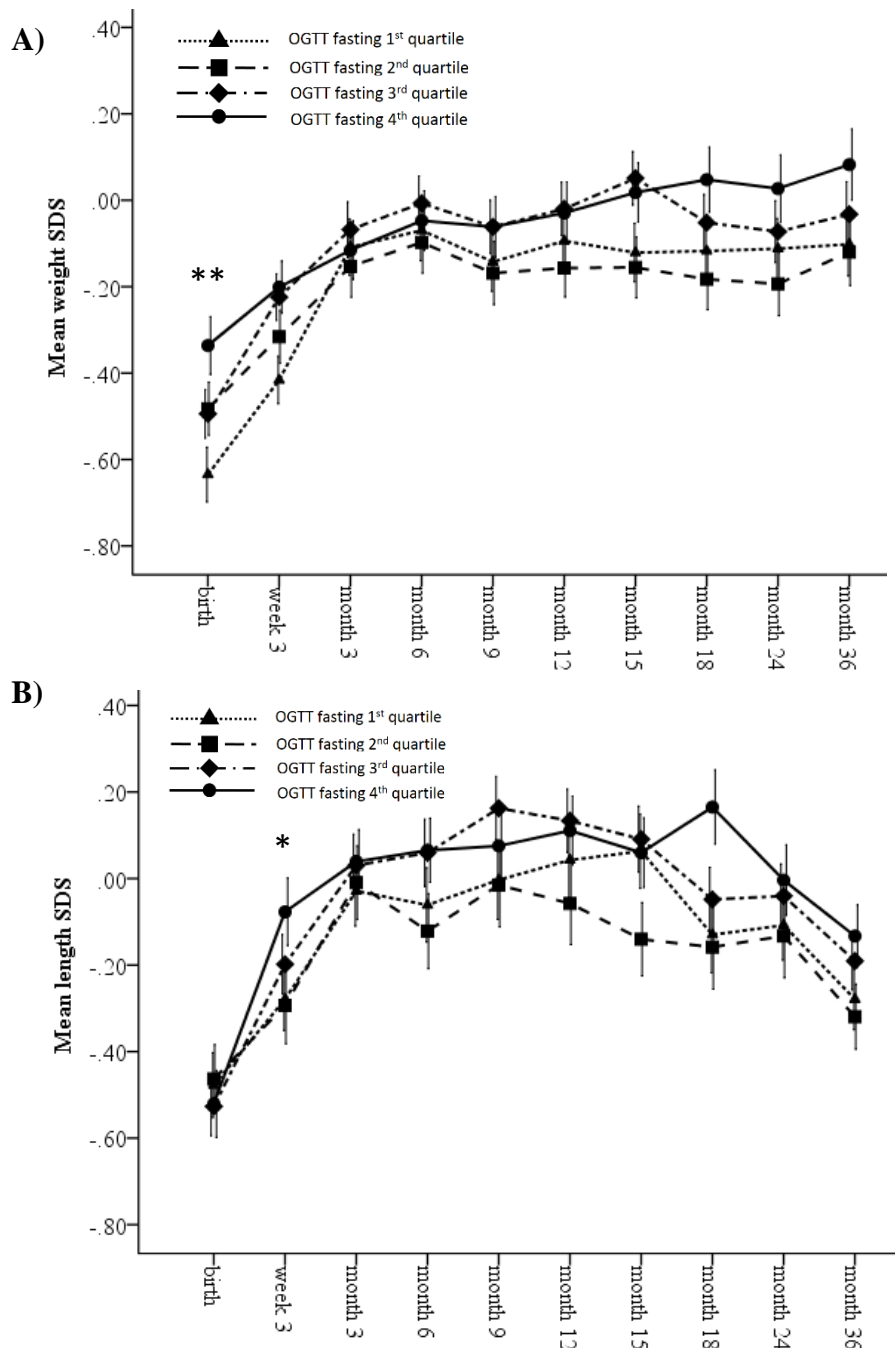 A)
OGTT fasting 1st quartile
OGTT fasting 2nd quartile
OGTT fasting 3rd quartile
OGTT fasting 4th quartile
.40
.20
.00
-.20
-.40
-.60
-.80
Mean weight SDS
**
birth
week 3
month 3
month 6
month 9
month 12
month 15
month 18
month 24
month 36
B)
OGTT fasting 1st quartile
OGTT fasting 2nd quartile
OGTT fasting 3rd quartile
OGTT fasting 4th quartile
.40
.20
.00
-.20
-.40
-.60
-.80
Mean length SDS
*
birth
week 3
month 3
month 6
month 9
month 12
month 15
month 18
month 24
month 36